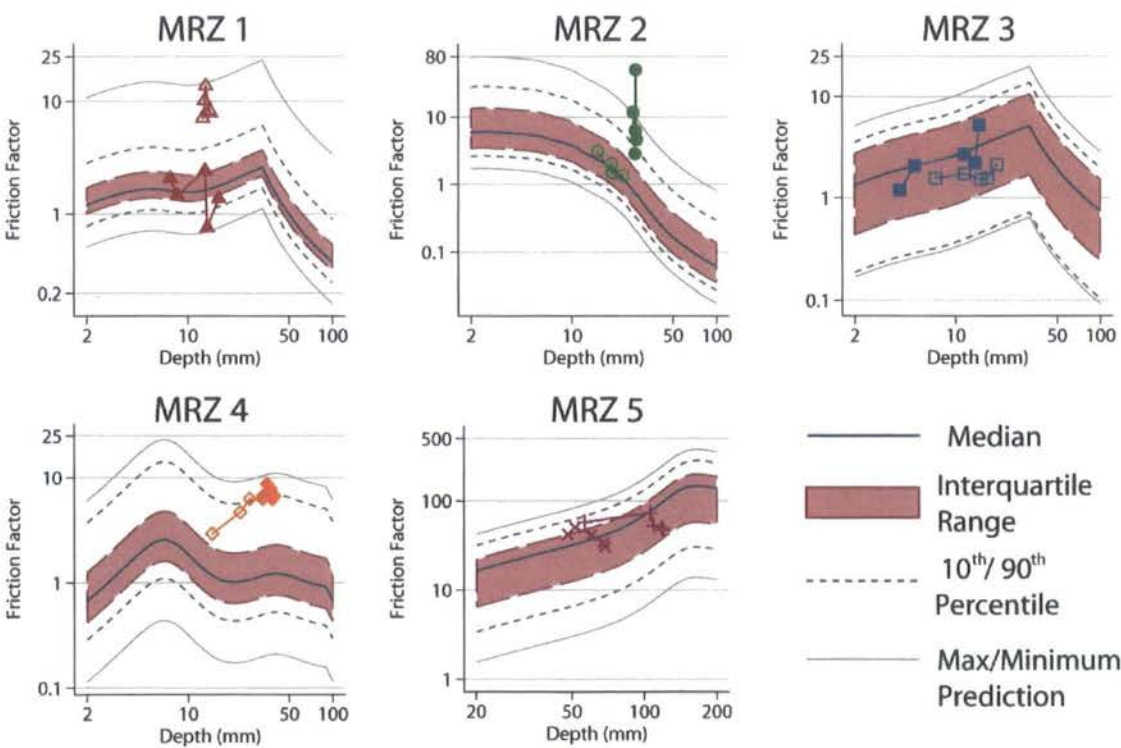 MRZ 1
25
10
1
0.2
Friction Factor
2
10
50
100
Depth (mm)
MRZ 2
80
10
1
0.1
Friction Factor
2
10
50
100
Depth (mm)
MRZ 3
25
10
1
0.1
Friction Factor
2
10
50
100
Depth (mm)
MRZ 4
25
10
1
0.1
Friction Factor
2
10
50
100
Depth (mm)
MRZ 5
500
100
10
1
Friction Factor
20
50
100
200
Depth (mm)
Median
Interquartile
Range
10th/ 90th
Percentile
Max/Minimum
Prediction